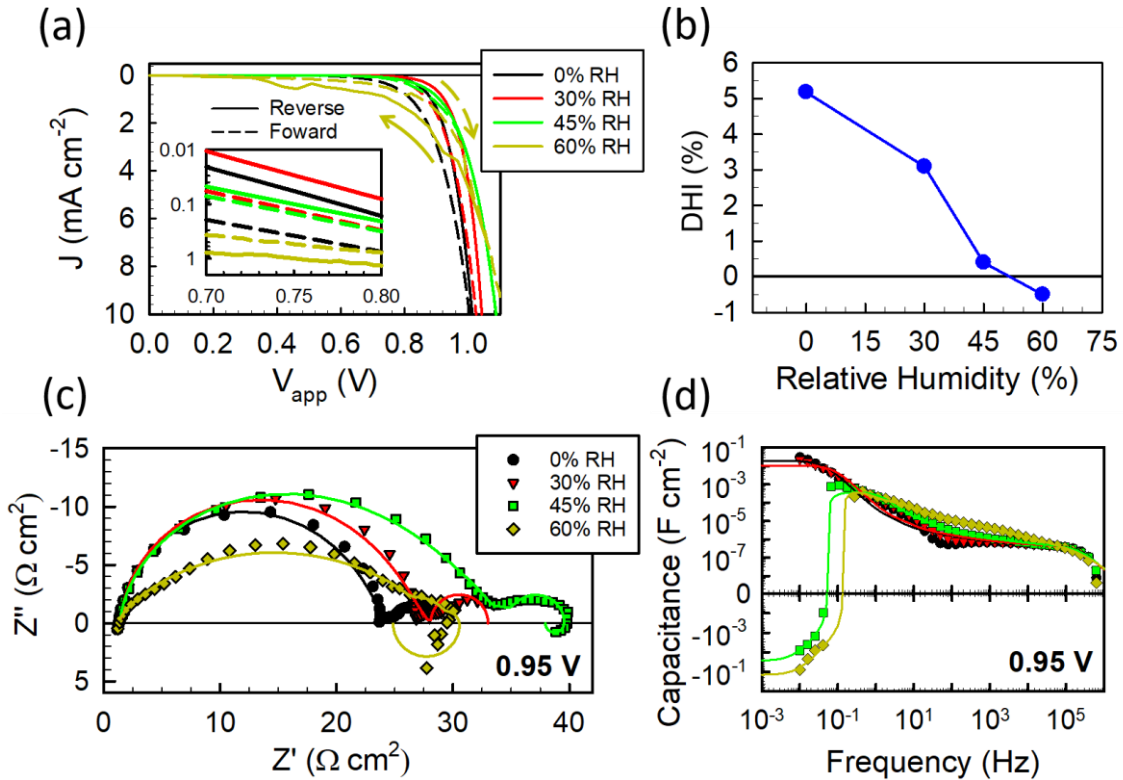 (a)
0
2
4
6
8
10
J (mA cm-2)
0.0 0.2 0.4 0.6 0.8 1.0
Vapp (V)
Reverse
Foward
0.01
0.1
1
0.70 0.75 0.80
0% RH
30% RH
45% RH
60% RH
(b)
6
5
4
3
2
1
0
-1
DHI (%)
0 15 30 45 60 75
Relative Humidity (%)
(c)
-15
-10
-5
0
5
Z'' (Ω cm2)
0 10 20 30 40
Z' (Ω cm2)
0% RH
30% RH
45% RH
60% RH
0.95 V
(d)
10-1
10-3
10-5
10-7
0
-10-3
-10-1
Capacitance (F cm-2)
0.95 V
10-3 10-1 101 103 105
Frequency (Hz)